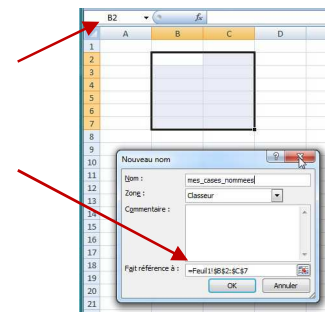 B2 fx
A B C D
1
2
3
4
5
6
7
8
9
10
11
12
13
14
15
16
17
18
19
20
21
Nouveau nom
Nom : mes_cases_nommees
Zone : Classeur
Commentaire :
Fait référence à : =Feuil1!$B$2:$C$7
OK Annuler